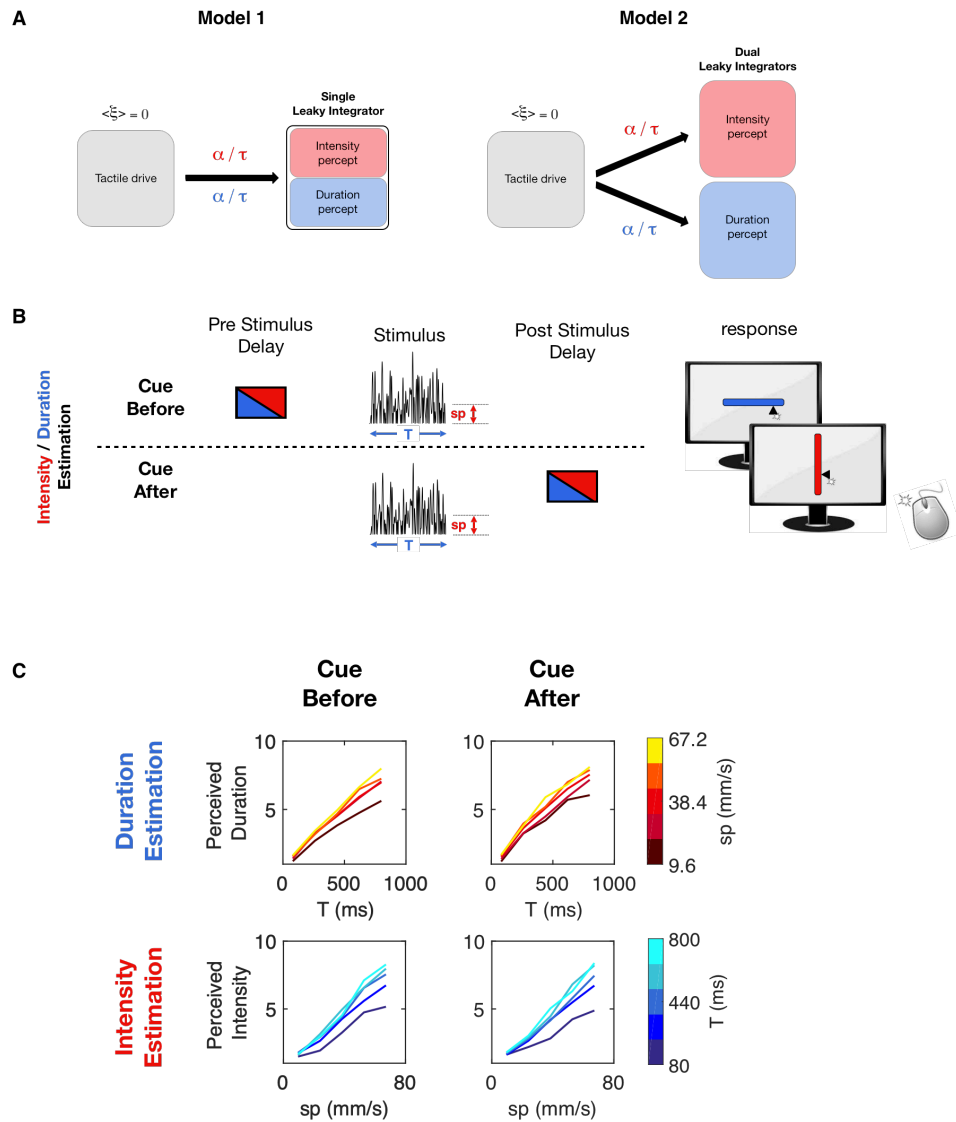 A
Model 1
Model 2
<ξ> = 0
Tactile drive
α / τ
α / τ
Single
Leaky Integrator
Intensity
percept
Duration
percept
<ξ> = 0
Tactile drive
α / τ
α / τ
Dual
Leaky Integrators
Intensity
percept
Duration
percept
B
Intensity / Duration
Estimation
Pre Stimulus
Delay
Stimulus
Post Stimulus
Delay
response
Cue
Before
sp
T
Cue
After
sp
T
C
Cue
Before
Cue
After
Duration
Estimation
Perceived
Duration
10
5
0
500
1000
T (ms)
10
5
0
500
1000
T (ms)
67.2
38.4
9.6
sp (mm/s)
Intensity
Estimation
Perceived
Intensity
10
5
0
80
sp (mm/s)
10
5
0
80
sp (mm/s)
800
440
80
T (ms)